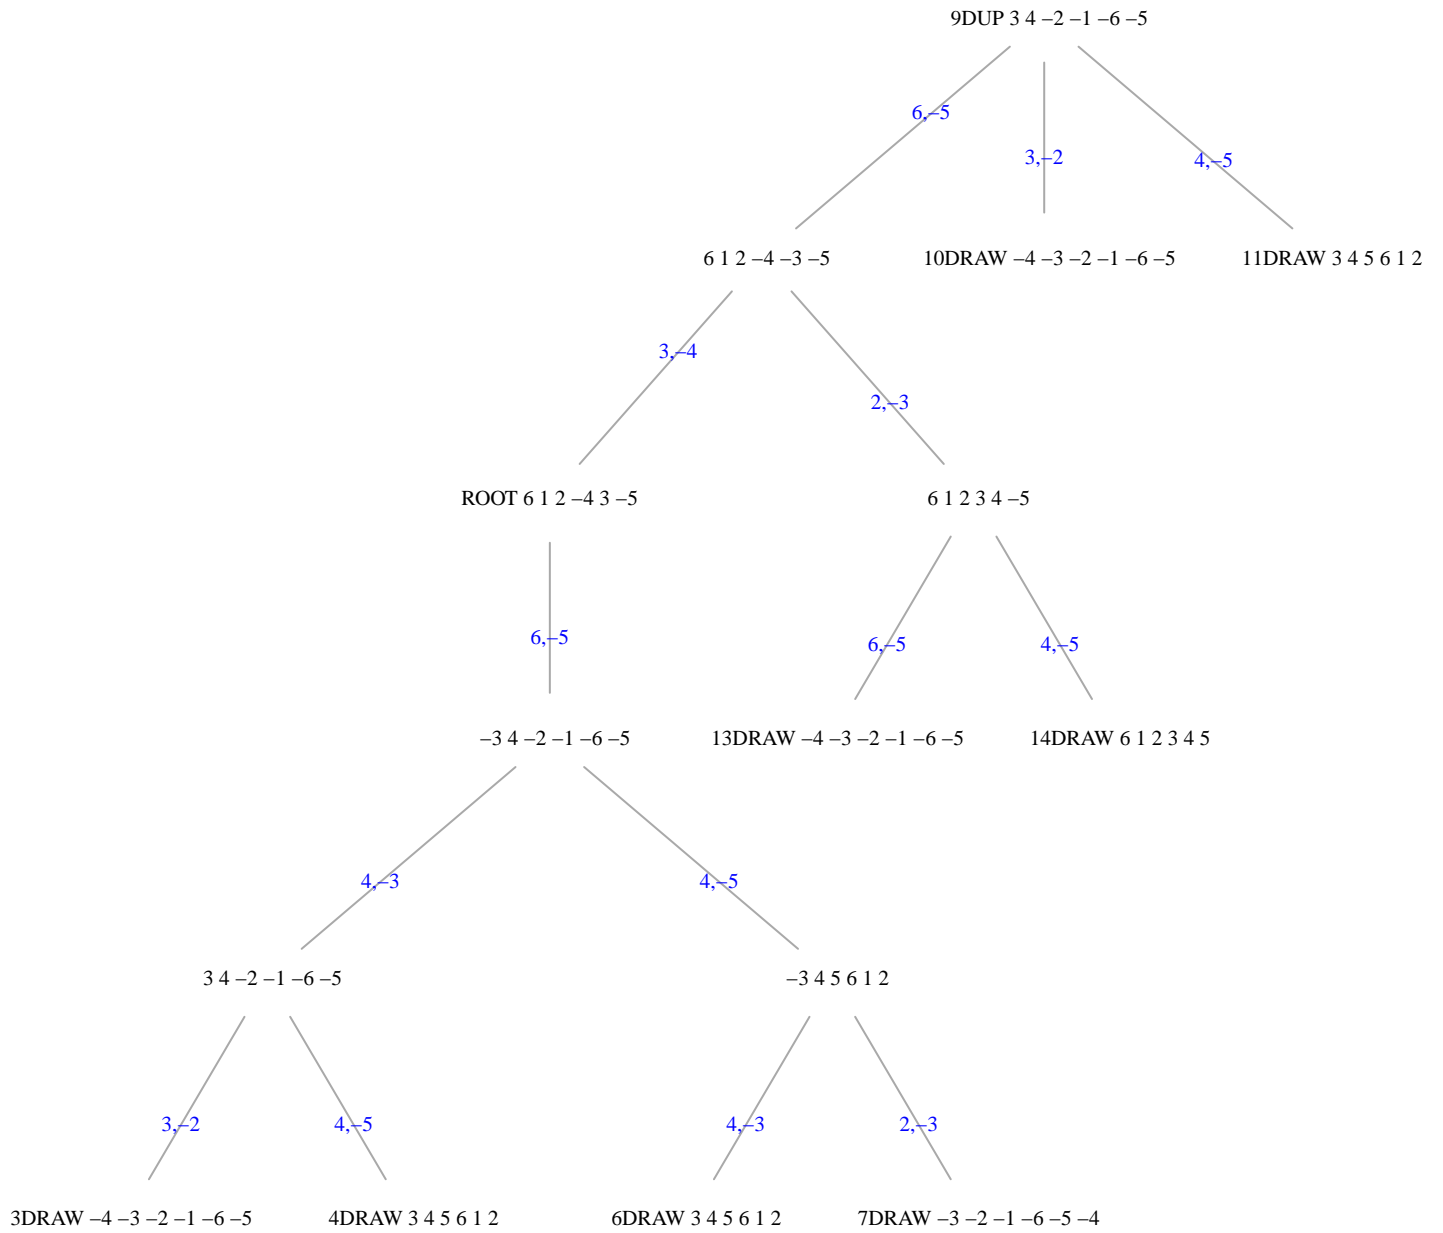 9DUP 3 4 –2 –1 –6 –5
6,–5
3,–2
4,–5
6 1 2 –4 –3 –5
10DRAW –4 –3 –2 –1 –6 –5
11DRAW 3 4 5 6 1 2
3,–4
2,–3
ROOT 6 1 2 –4 3 –5
6 1 2 3 4 –5
6,–5
6,–5
4,–5
–3 4 –2 –1 –6 –5
13DRAW –4 –3 –2 –1 –6 –5
14DRAW 6 1 2 3 4 5
4,–3
4,–5
3 4 –2 –1 –6 –5
–3 4 5 6 1 2
3,–2
4,–5
4,–3
2,–3
3DRAW –4 –3 –2 –1 –6 –5
4DRAW 3 4 5 6 1 2
6DRAW 3 4 5 6 1 2
7DRAW –3 –2 –1 –6 –5 –4